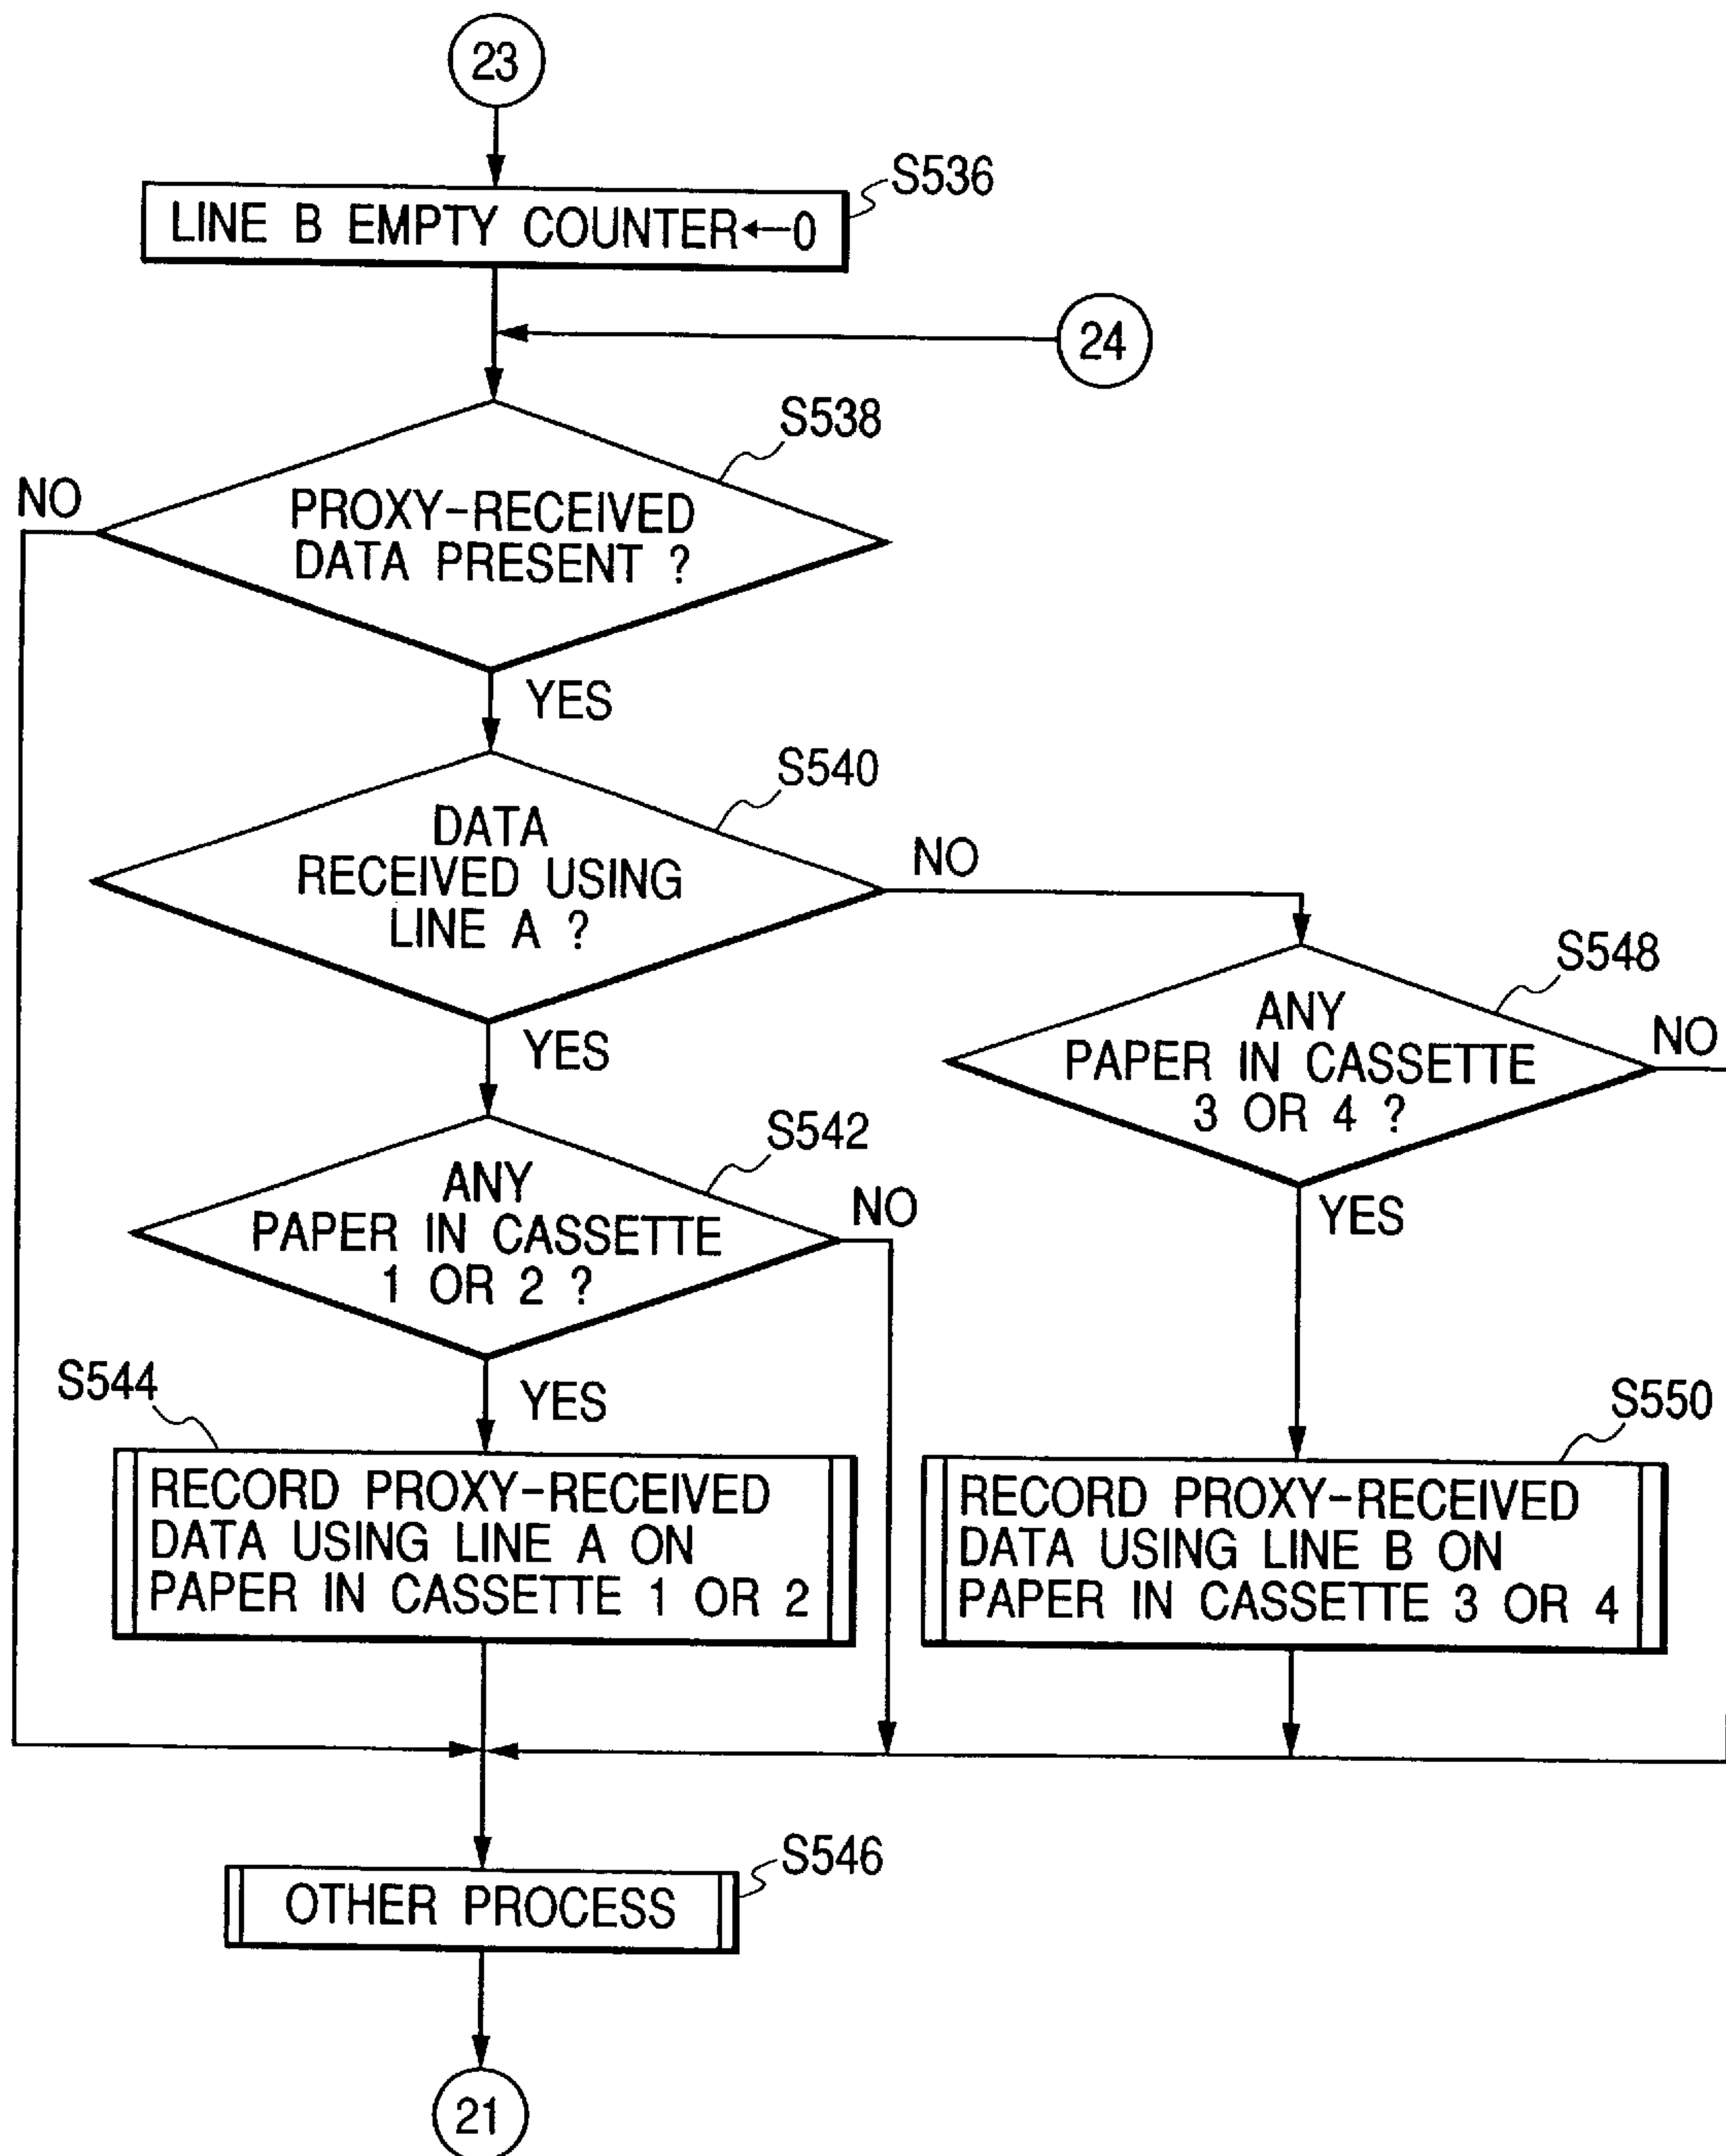 23
S536
LINE B EMPTY COUNTER←0
24
S538
NO
PROXY-RECEIVED
DATA PRESENT ?
YES
S540
DATA
RECEIVED USING
LINE A ?
NO
YES
S548
ANY
PAPER IN CASSETTE
3 OR 4 ?
NO
YES
S542
ANY
PAPER IN CASSETTE
1 OR 2 ?
NO
YES
S544
RECORD PROXY-RECEIVED
DATA USING LINE A ON
PAPER IN CASSETTE 1 OR 2
S550
RECORD PROXY-RECEIVED
DATA USING LINE B ON
PAPER IN CASSETTE 3 OR 4
S546
OTHER PROCESS
21